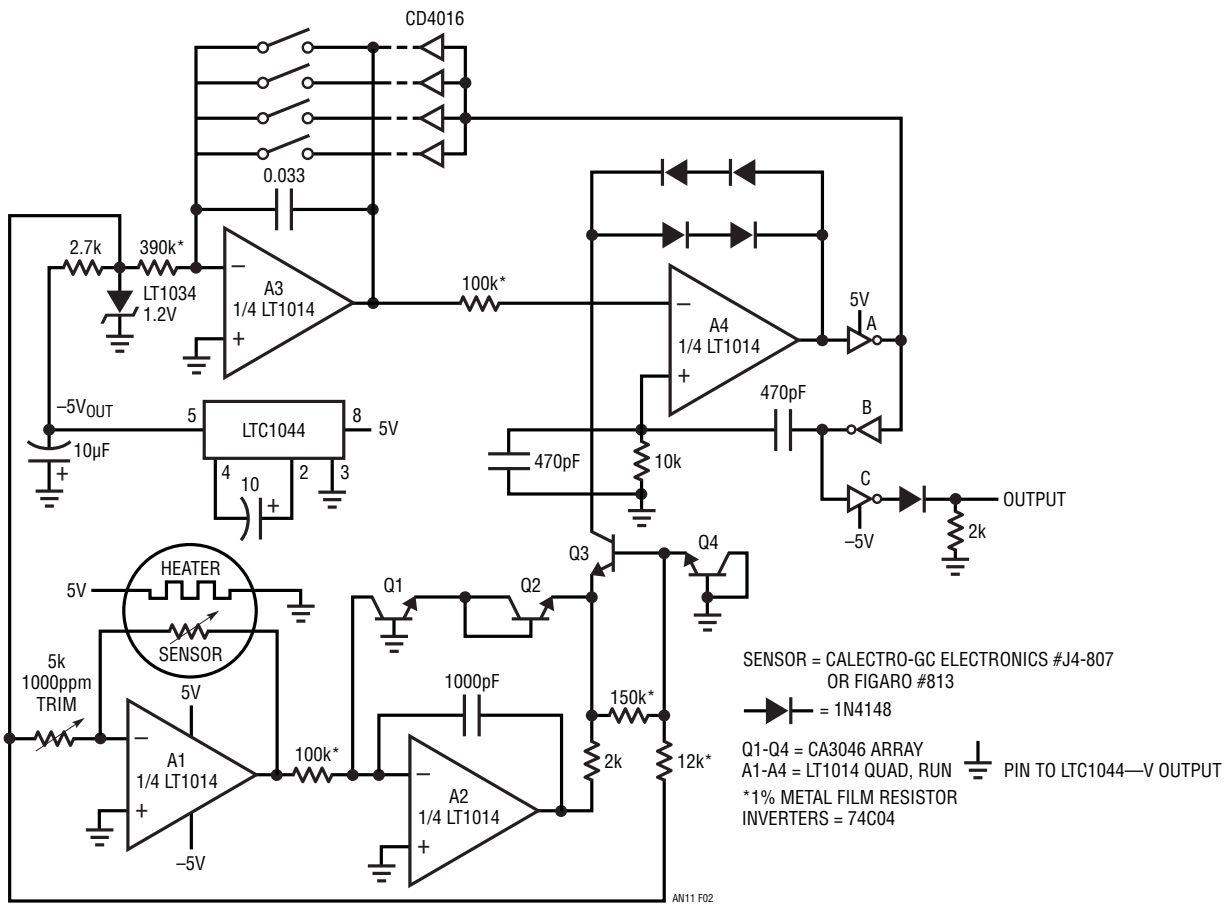 CD4016
0.033
2.7k
390k*
LT1034
1.2V
–
A3
1/4 LT1014
+
100k*
–
A4
1/4 LT1014
+
5V
A
470pF
B
–5VOUT
5
LTC1044
8
5V
10µF
+
4
2
3
10
+
470pF
10k
C
OUTPUT
–5V
2k
Q3
Q4
HEATER
5V
SENSOR
Q1
Q2
5k
1000ppm
TRIM
5V
–
A1
1/4 LT1014
+
–5V
100k*
1000pF
–
A2
1/4 LT1014
+
150k*
2k
12k*
SENSOR = CALECTRO-GC ELECTRONICS #J4-807
OR FIGARO #813
= 1N4148
Q1-Q4 = CA3046 ARRAY
A1-A4 = LT1014 QUAD, RUN PIN TO LTC1044—V OUTPUT
*1% METAL FILM RESISTOR
INVERTERS = 74C04
AN11 F02